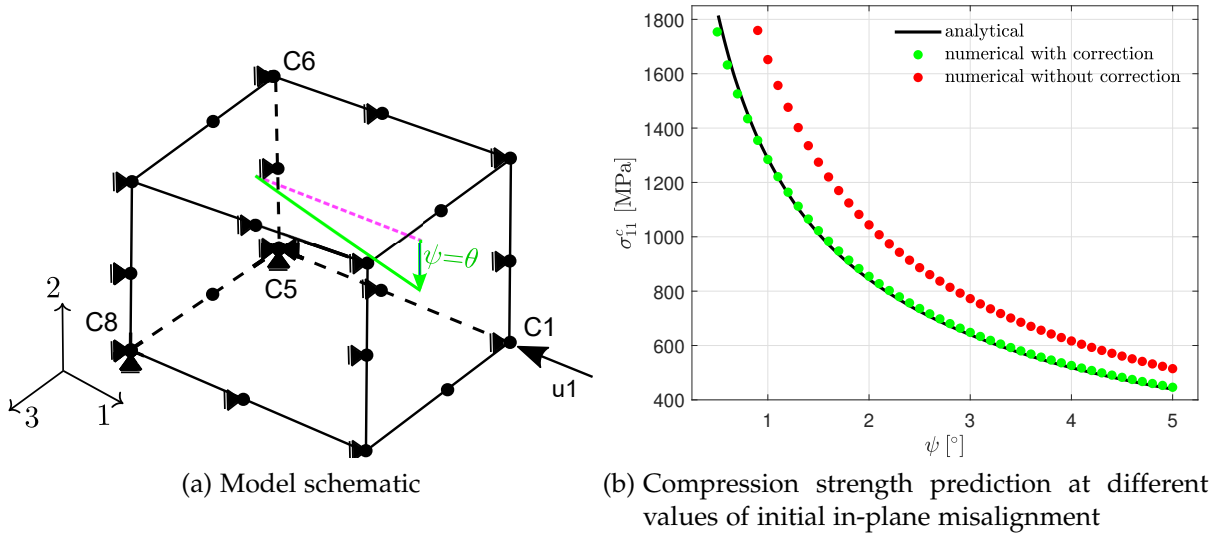 C6
ψ=θ
C5
C8
C1
u1
2
3
1
(a) Model schematic
analytical
numerical with correction
numerical without correction
1800
1600
1400
1200
1000
800
600
400
σᶜ₁₁ [MPa]
1 2 3 4 5
ψ [°]
(b) Compression strength prediction at different
values of initial in-plane misalignment